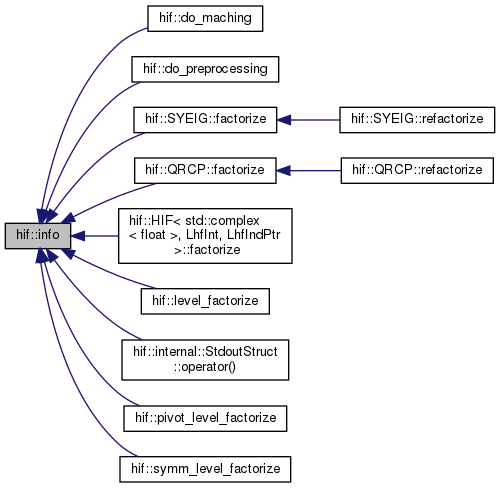 hif::do_maching
hif::do_preprocessing
hif::SYEIG::factorize
hif::SYEIG::refactorize
hif::QRCP::factorize
hif::QRCP::refactorize
hif::info
hif::HIF< std::complex
< float >, LhfInt, LhfIndPtr
>::factorize
hif::level_factorize
hif::internal::StdoutStruct
::operator()
hif::pivot_level_factorize
hif::symm_level_factorize